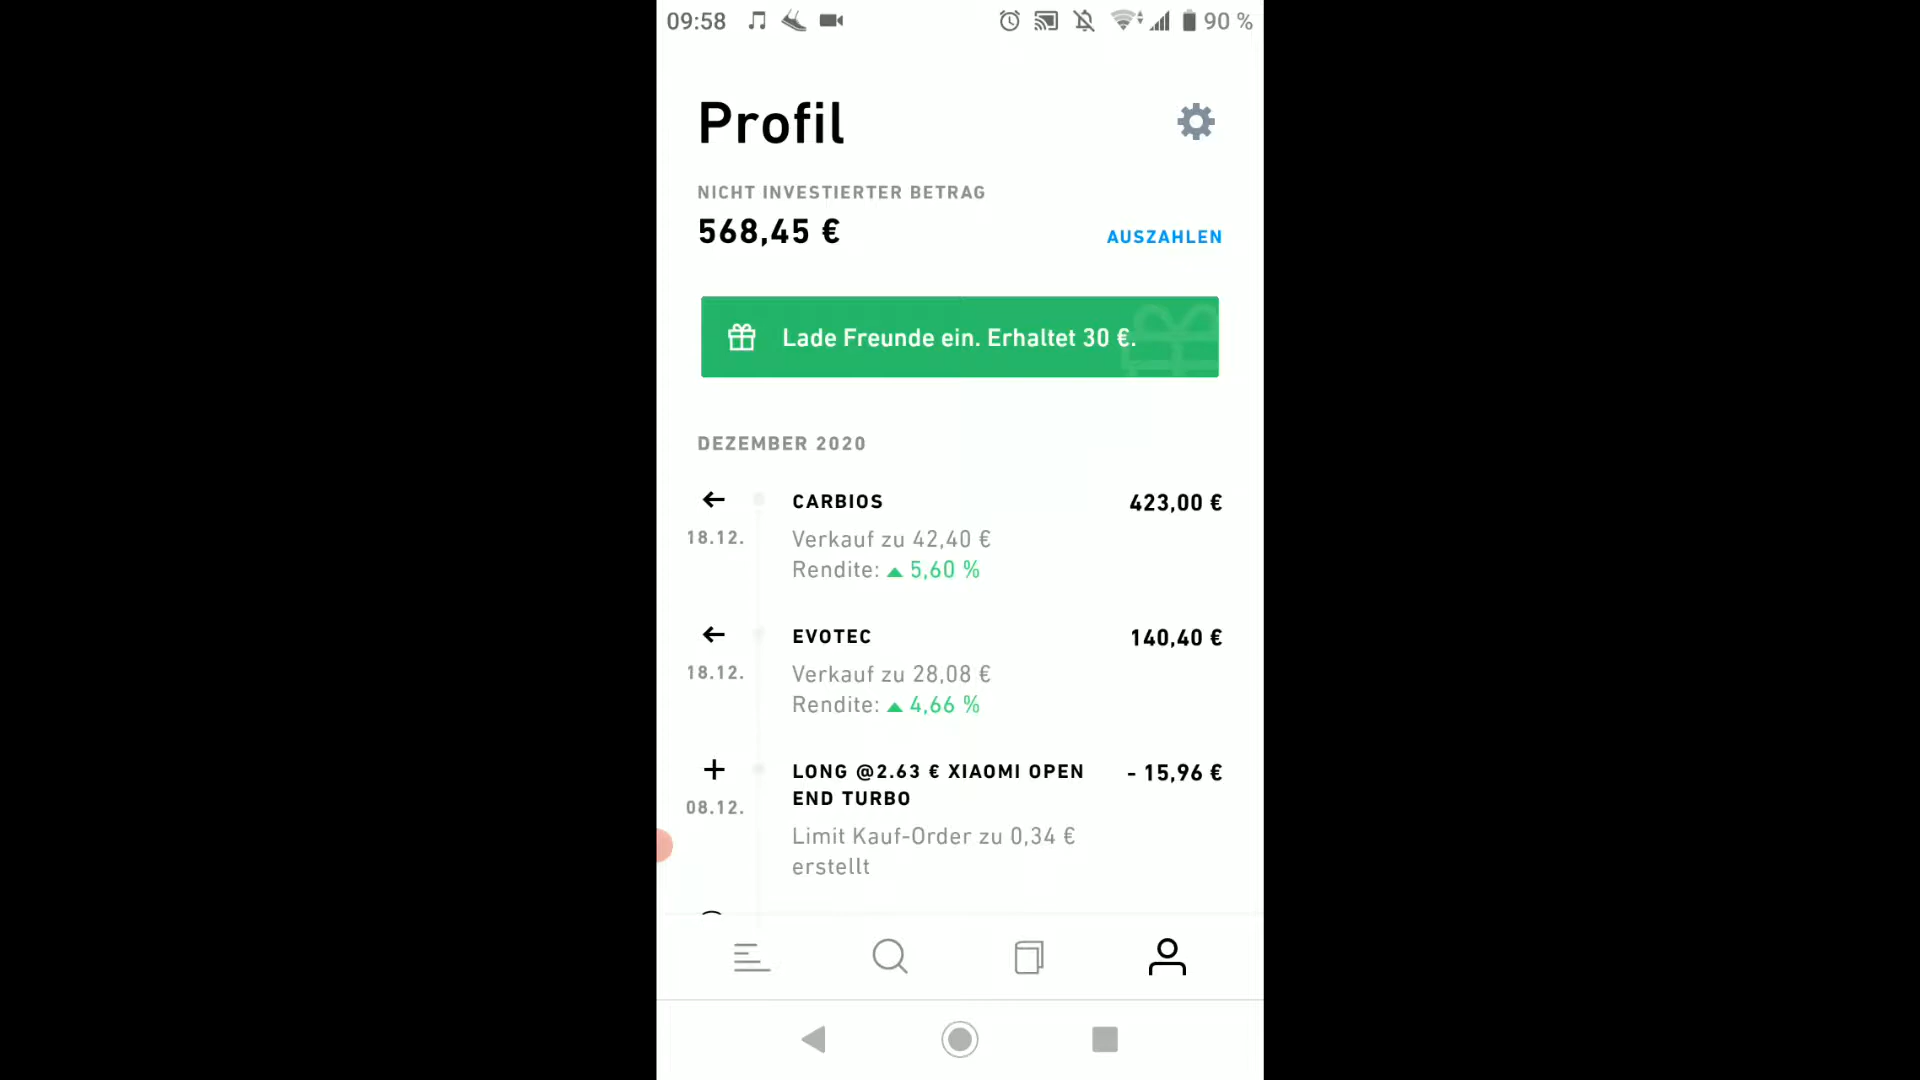 09:58 90 %
Profil
NICHT INVESTIERTER BETRAG
568,45 €
AUSZAHLEN
Lade Freunde ein. Erhaltet 30 €.
DEZEMBER 2020
CARBIOS 423,00 €
18.12. Verkauf zu 42,40 €
Rendite: 5,60 %
EVOTEC 140,40 €
18.12. Verkauf zu 28,08 €
Rendite: 4,66 %
LONG @2.63 € XIAOMI OPEN - 15,96 €
END TURBO
08.12.
Limit Kauf-Order zu 0,34 €
erstellt